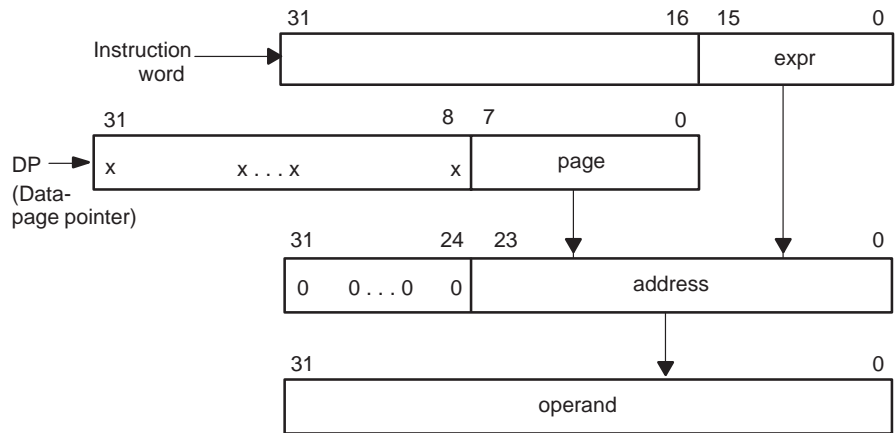 31 16 15 0
Instruction
word
expr
31 8 7 0
DP
(Data-
page pointer)
x x . . . x x
page
31 24 23 0
0 0 . . . 0 0
address
31 0
operand